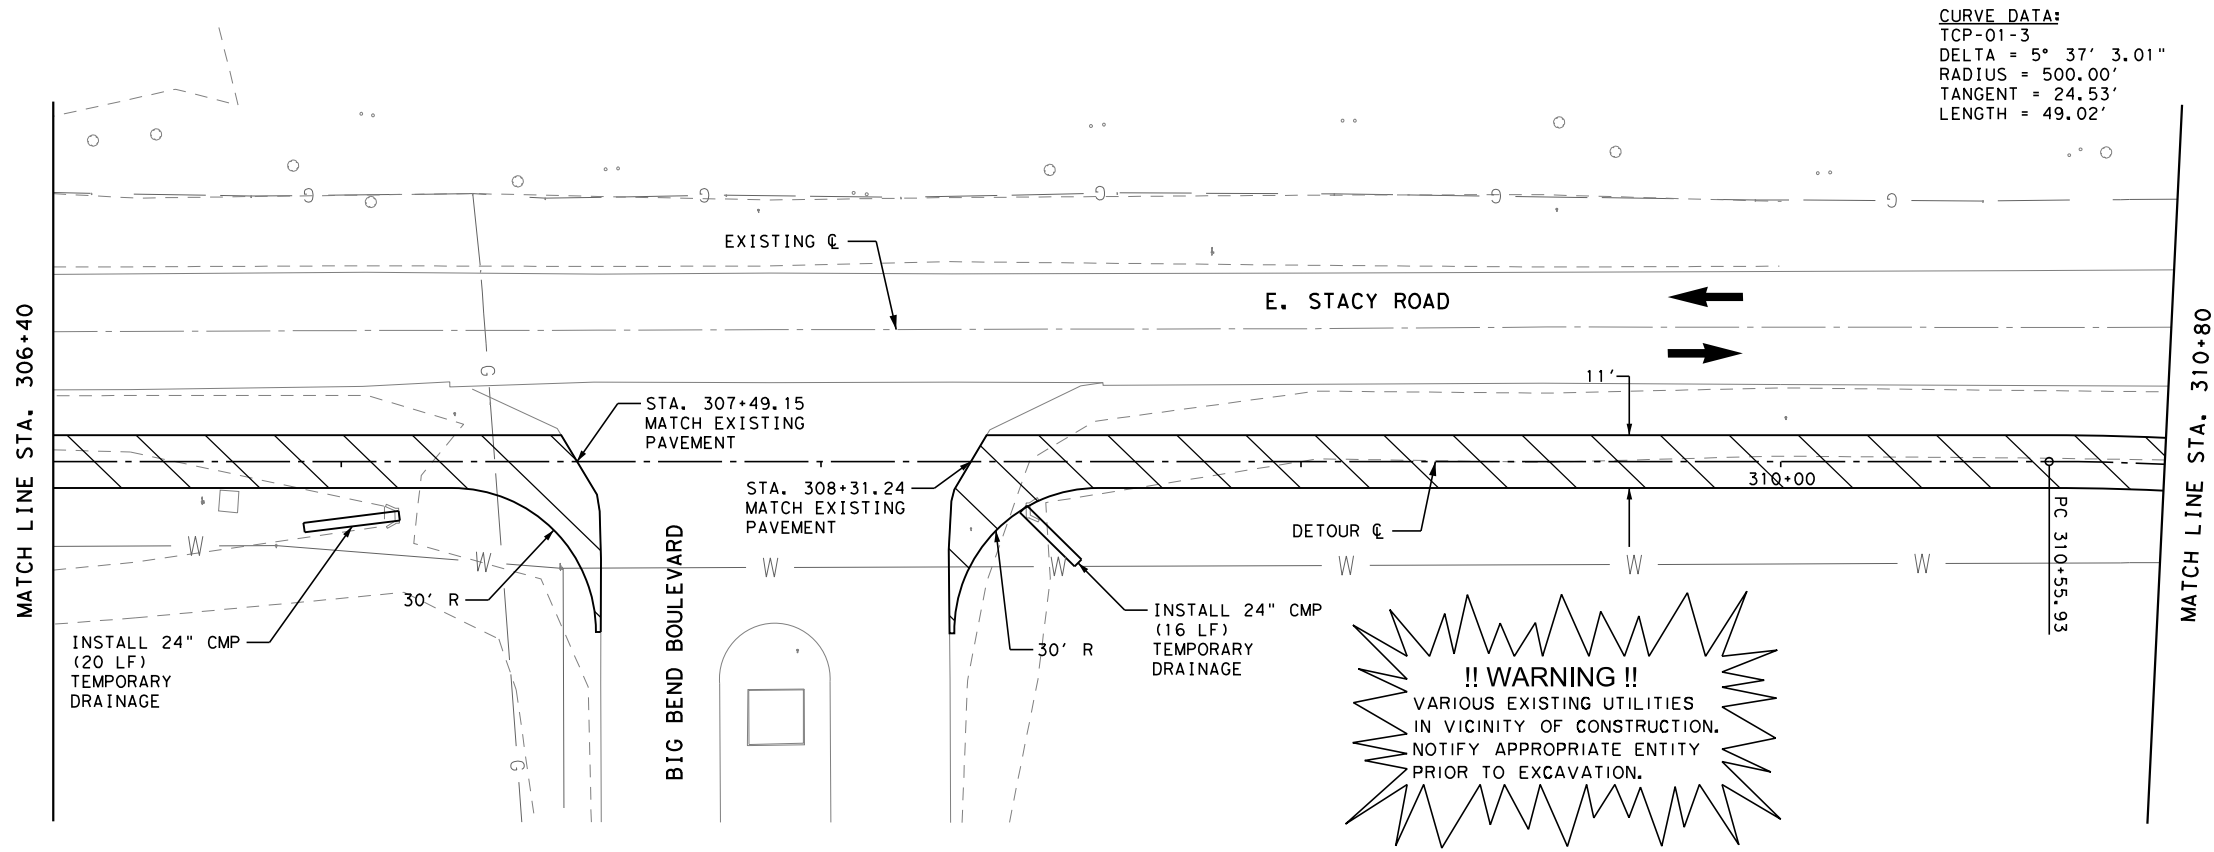 CURVE DATA:
TCP-01-3
DELTA = 5° 37' 3.01"
RADIUS = 500.00'
TANGENT = 24.53'
LENGTH = 49.02'
G
G
G
G
G
EXISTING ℄
E. STACY ROAD
MATCH LINE STA. 306+40
MATCH LINE STA. 310+80
G
11'
STA. 307+49.15
MATCH EXISTING
PAVEMENT
STA. 308+31.24
MATCH EXISTING
PAVEMENT
310+00
DETOUR ℄
PC 310+55.93
W
W
W
W
W
W
W
30' R
BIG BEND BOULEVARD
INSTALL 24" CMP
(20 LF)
TEMPORARY
DRAINAGE
30' R
INSTALL 24" CMP
(16 LF)
TEMPORARY
DRAINAGE
G
!! WARNING !!
VARIOUS EXISTING UTILITIES
IN VICINITY OF CONSTRUCTION.
NOTIFY APPROPRIATE ENTITY
PRIOR TO EXCAVATION.